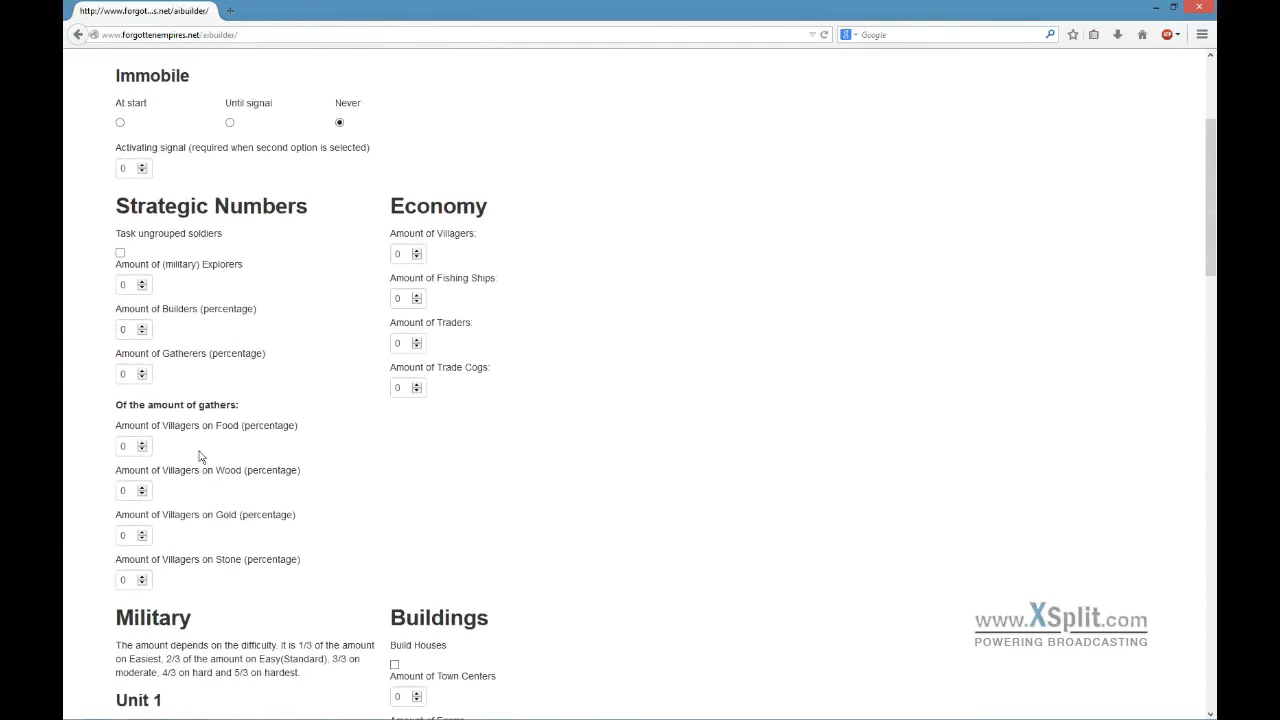 http://www.forgot...s.net/aibuilder/
www.forgottenempires.net/aibuilder/
Google
Immobile
At start
Until signal
Never
Activating signal (required when second option is selected)
0
Strategic Numbers
Economy
Task ungrouped soldiers
Amount of Villagers:
0
Amount of (military) Explorers
Amount of Fishing Ships:
0
0
Amount of Builders (percentage)
Amount of Traders:
0
0
Amount of Gatherers (percentage)
Amount of Trade Cogs:
0
0
Of the amount of gathers:
Amount of Villagers on Food (percentage)
0
Amount of Villagers on Wood (percentage)
0
Amount of Villagers on Gold (percentage)
0
Amount of Villagers on Stone (percentage)
0
Military
Buildings
The amount depends on the difficulty. It is 1/3 of the amount
on Easiest, 2/3 of the amount on Easy(Standard), 3/3 on
moderate, 4/3 on hard and 5/3 on hardest.
Build Houses
Amount of Town Centers
0
Unit 1
www.XSplit.com
POWERING BROADCASTING